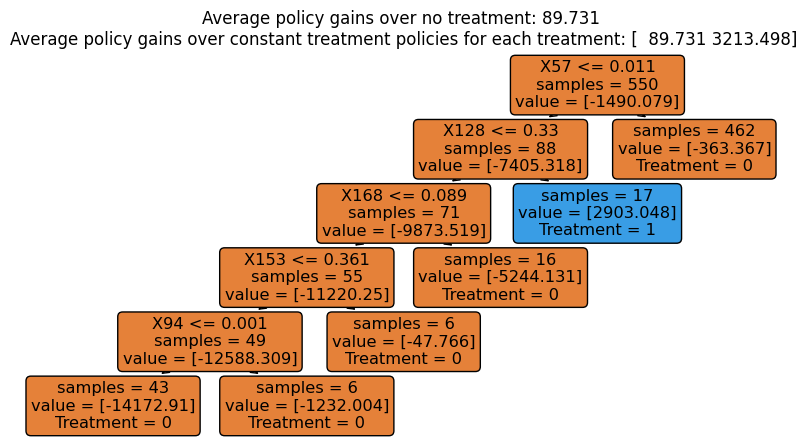 Average policy gains over no treatment: 89.731
Average policy gains over constant treatment policies for each treatment: [  89.731 3213.498]
X57 <= 0.011
samples = 550
value = [-1490.079]
X128 <= 0.33
samples = 88
value = [-7405.318]
samples = 462
value = [-363.367]
Treatment = 0
X168 <= 0.089
samples = 71
value = [-9873.519]
samples = 17
value = [2903.048]
Treatment = 1
X153 <= 0.361
samples = 55
value = [-11220.25]
samples = 16
value = [-5244.131]
Treatment = 0
X94 <= 0.001
samples = 49
value = [-12588.309]
samples = 6
value = [-47.766]
Treatment = 0
samples = 43
value = [-14172.91]
Treatment = 0
samples = 6
value = [-1232.004]
Treatment = 0